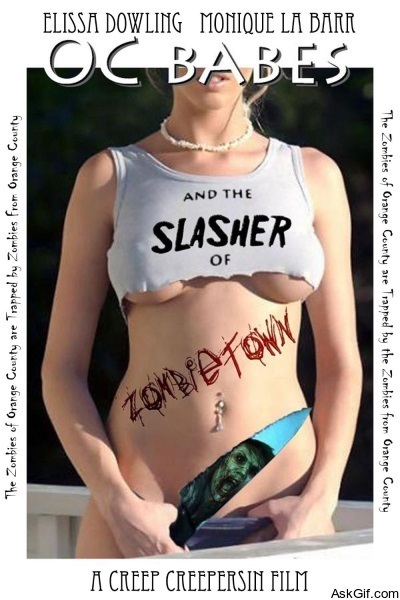 ELISSA DOWLING MONIQUE LA BARR
OC BABES
AND THE
SLASHER
OF
ZOMBIETOWN
The Zombies of Orange County are Trapped by Zombies from Orange County
The Zombies of Orange County are Trapped by the Zombies from Orange County
A CREEP CREEPERSIN FILM
AskGif.com